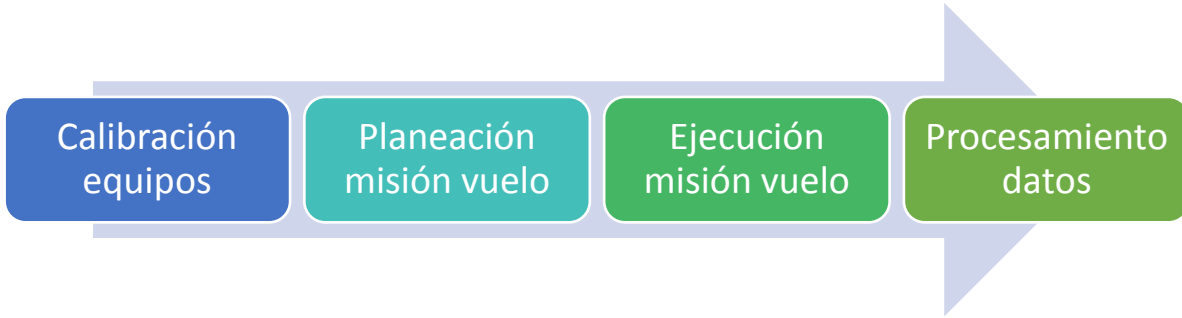 Calibración
equipos
Planeación
misión vuelo
Ejecución
misión vuelo
Procesamiento
datos